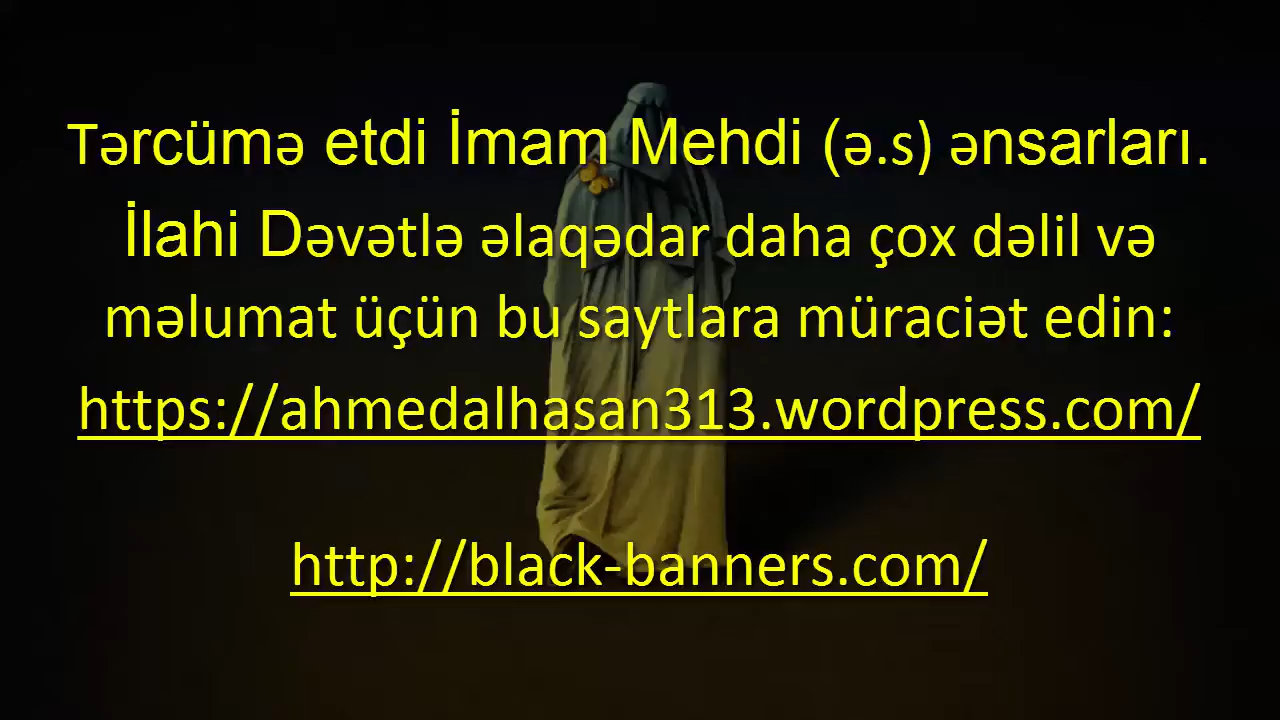 Tərcümə etdi İmam Mehdi (ə.s) ənsarları.
İlahi Dəvətlə əlaqədar daha çox dəlil və
məlumat üçün bu saytlara müraciət edin:
https://ahmedalhasan313.wordpress.com/
http://black-banners.com/